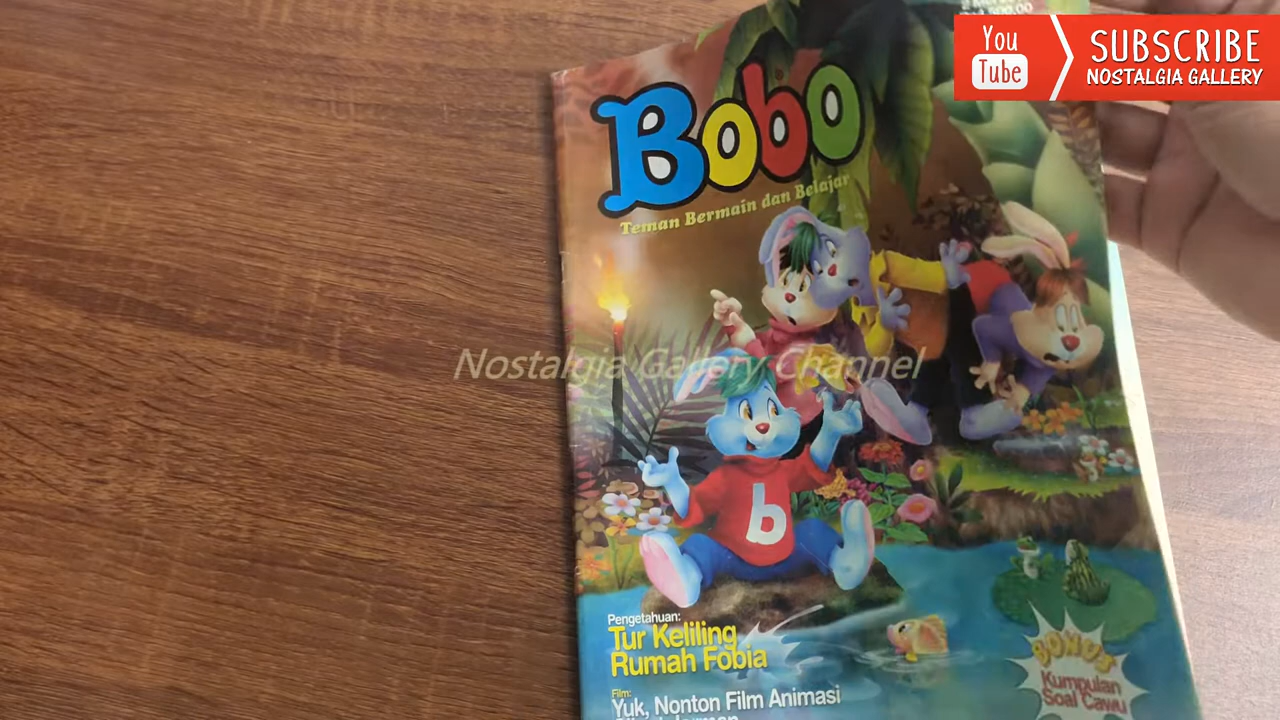 You
Tube
SUBSCRIBE
NOSTALGIA GALLERY
Bobo
Teman Bermain dan Belajar
Nostalgia Gallery Channel
b
Pengetahuan:
Tur Keliling
Rumah Fobia
Film:
Yuk, Nonton Film Animasi
BONUS
Kumpulan
Soal Cawu